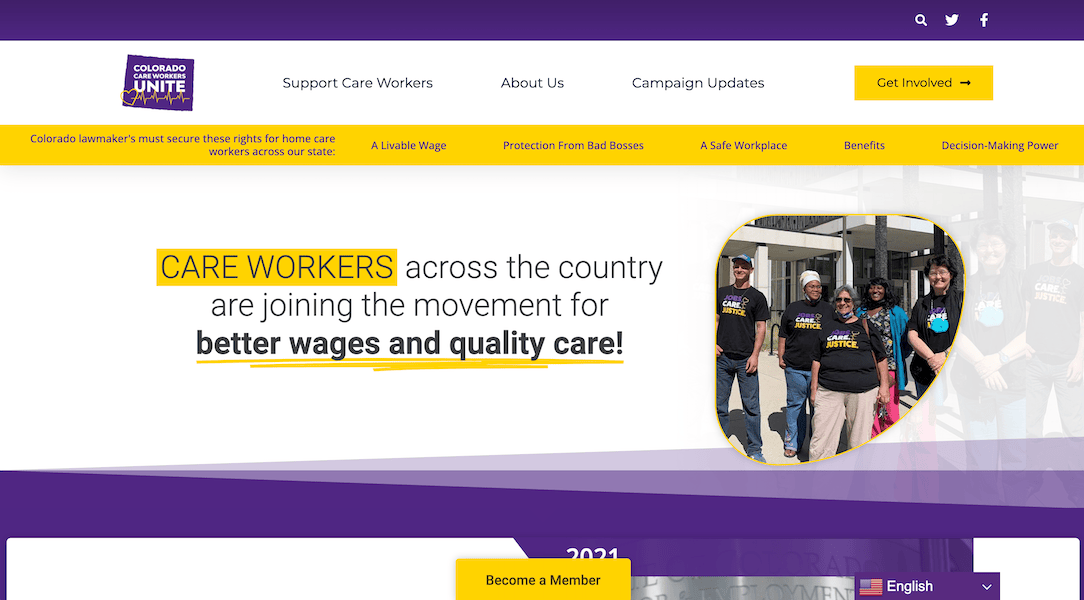 COLORADO
CARE WORKERS
UNITE
Support Care Workers
About Us
Campaign Updates
Get Involved
Colorado lawmaker's must secure these rights for home care
workers across our state:
A Livable Wage
Protection From Bad Bosses
A Safe Workplace
Benefits
Decision-Making Power
CARE WORKERS across the country
are joining the movement for
better wages and quality care!
JOBS
CARE.
JUSTICE.
CARE.
JUSTICE.
CARE.
JUSTICE.
2021
COLORADO
EMPLOYMENT
Become a Member
English